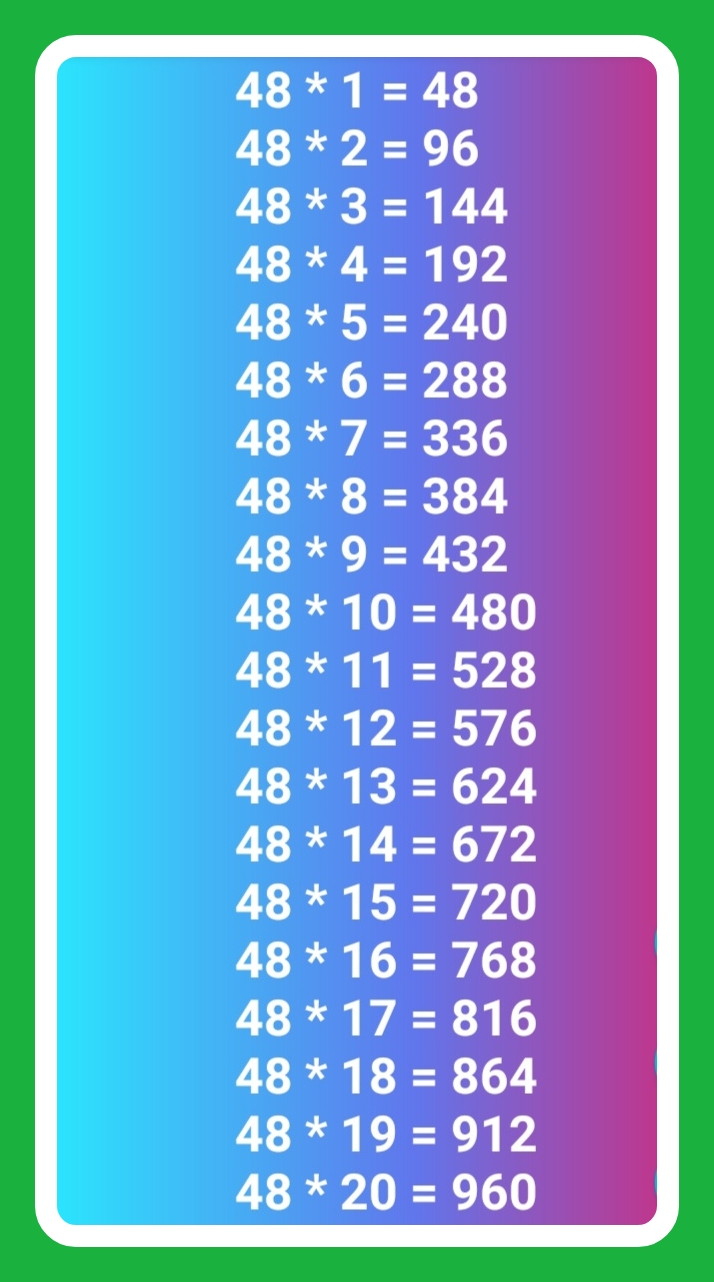 48 * 1 = 48
48 * 2 = 96
48 * 3 = 144
48 * 4 = 192
48 * 5 = 240
48 * 6 = 288
48 * 7 = 336
48 * 8 = 384
48 * 9 = 432
48 * 10 = 480
48 * 11 = 528
48 * 12 = 576
48 * 13 = 624
48 * 14 = 672
48 * 15 = 720
48 * 16 = 768
48 * 17 = 816
48 * 18 = 864
48 * 19 = 912
48 * 20 = 960